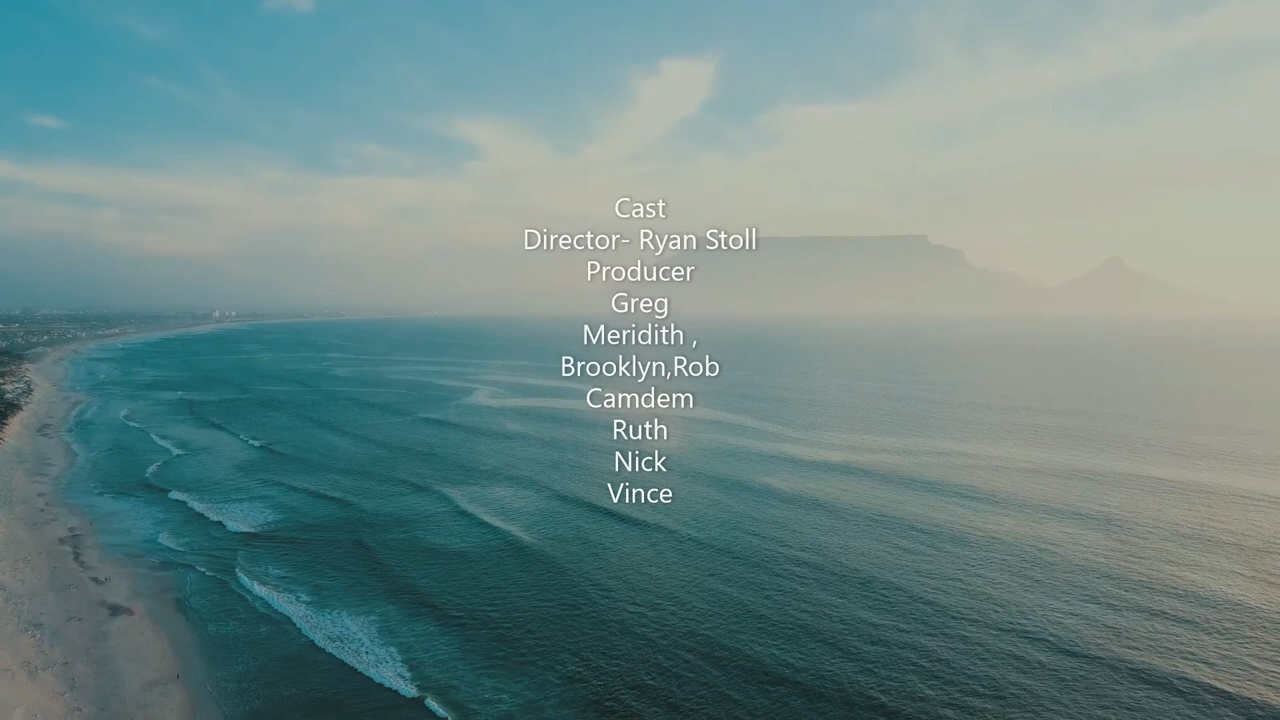 Cast
Director- Ryan Stoll
Producer
Greg
Meridith ,
Brooklyn,Rob
Camdem
Ruth
Nick
Vince